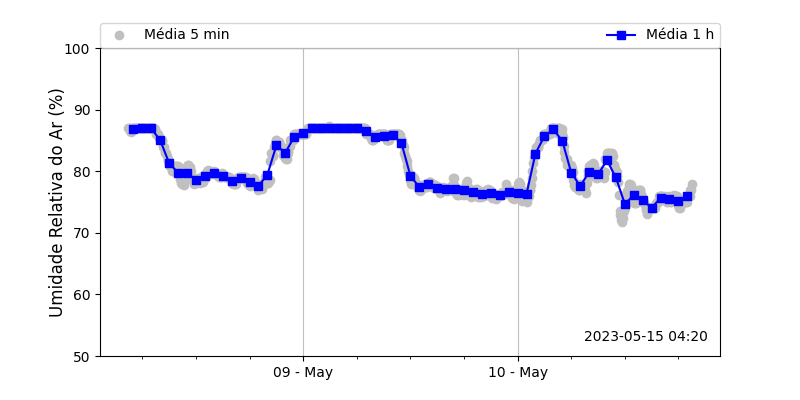 Média 5 min
Média 1 h
100
90
80
70
60
50
Umidade Relativa do Ar (%)
2023-05-15 04:20
09 - May
10 - May